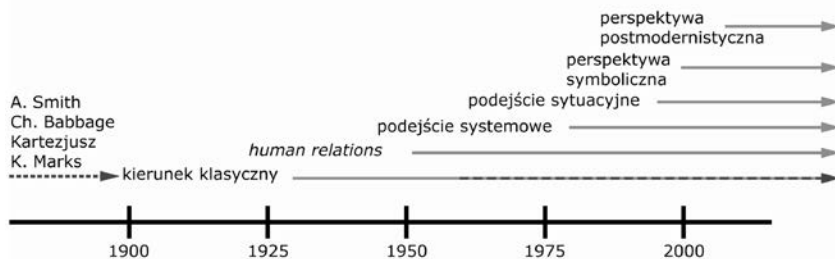 perspektywa
postmodernistyczna
perspektywa
symboliczna
podejście sytuacyjne
podejście systemowe
human relations
A. Smith
Ch. Babbage
Kartezjusz
K. Marks
kierunek klasyczny
1900 1925 1950 1975 2000